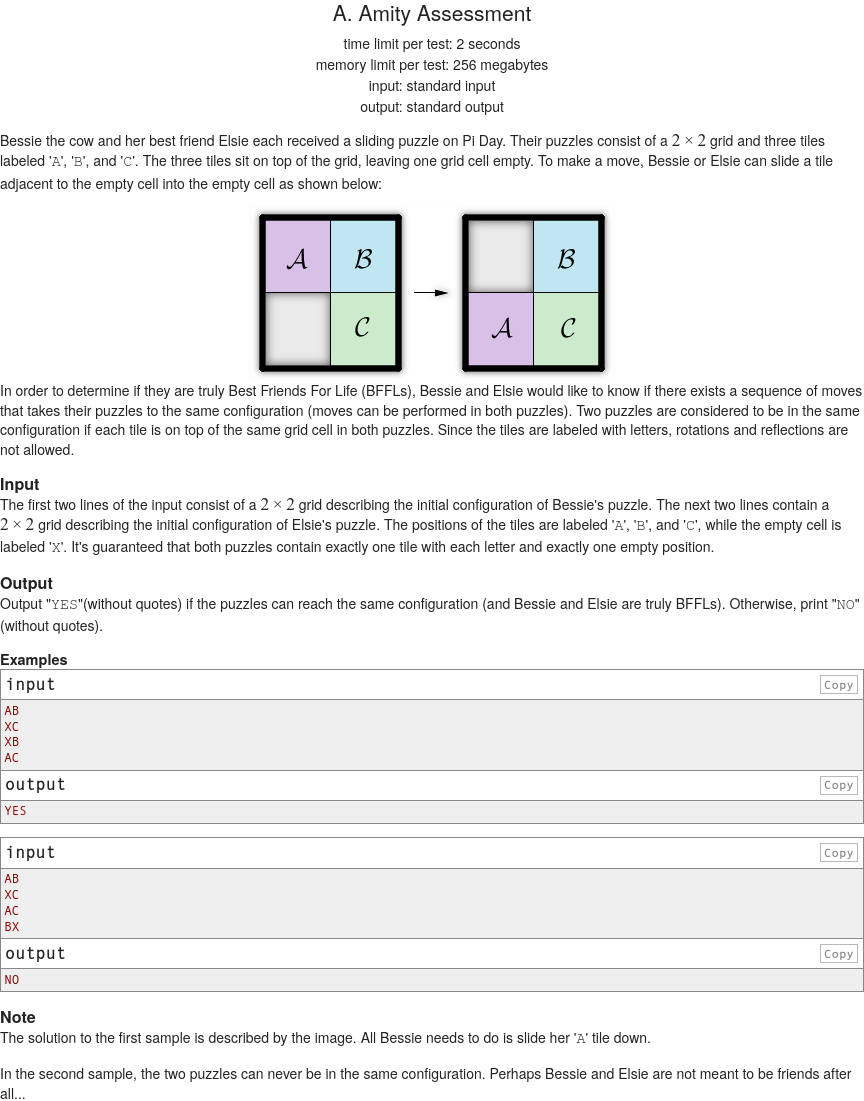 A. Amity Assessment
time limit per test: 2 seconds
memory limit per test: 256 megabytes
input: standard input
output: standard output
Bessie the cow and her best friend Elsie each received a sliding puzzle on Pi Day. Their puzzles consist of a 2 × 2 grid and three tiles
labeled 'A', 'B', and 'C'. The three tiles sit on top of the grid, leaving one grid cell empty. To make a move, Bessie or Elsie can slide a tile
adjacent to the empty cell into the empty cell as shown below:
A B B
C A C
In order to determine if they are truly Best Friends For Life (BFFLs), Bessie and Elsie would like to know if there exists a sequence of moves
that takes their puzzles to the same configuration (moves can be performed in both puzzles). Two puzzles are considered to be in the same
configuration if each tile is on top of the same grid cell in both puzzles. Since the tiles are labeled with letters, rotations and reflections are
not allowed.
Input
The first two lines of the input consist of a 2 × 2 grid describing the initial configuration of Bessie's puzzle. The next two lines contain a
2 × 2 grid describing the initial configuration of Elsie's puzzle. The positions of the tiles are labeled 'A', 'B', and 'C', while the empty cell is
labeled 'X'. It's guaranteed that both puzzles contain exactly one tile with each letter and exactly one empty position.
Output
Output "YES"(without quotes) if the puzzles can reach the same configuration (and Bessie and Elsie are truly BFFLs). Otherwise, print "NO"
(without quotes).
Examples
input Copy
AB
XC
XB
AC
output Copy
YES
input Copy
AB
XC
AC
BX
output Copy
NO
Note
The solution to the first sample is described by the image. All Bessie needs to do is slide her 'A' tile down.
In the second sample, the two puzzles can never be in the same configuration. Perhaps Bessie and Elsie are not meant to be friends after
all...